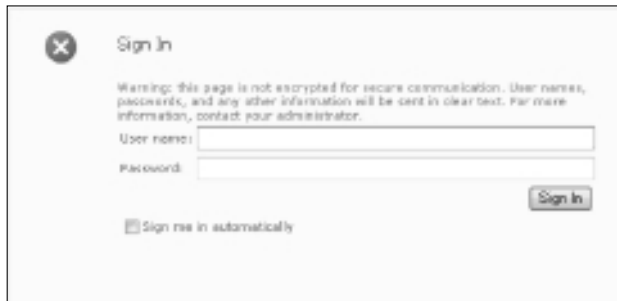 Sign In
Warning: this page is not encrypted for secure communication. User names,
passwords, and any other information will be sent in clear text. For more
information, contact your administrator.
User name:
Password:
Sign In
Sign me in automatically